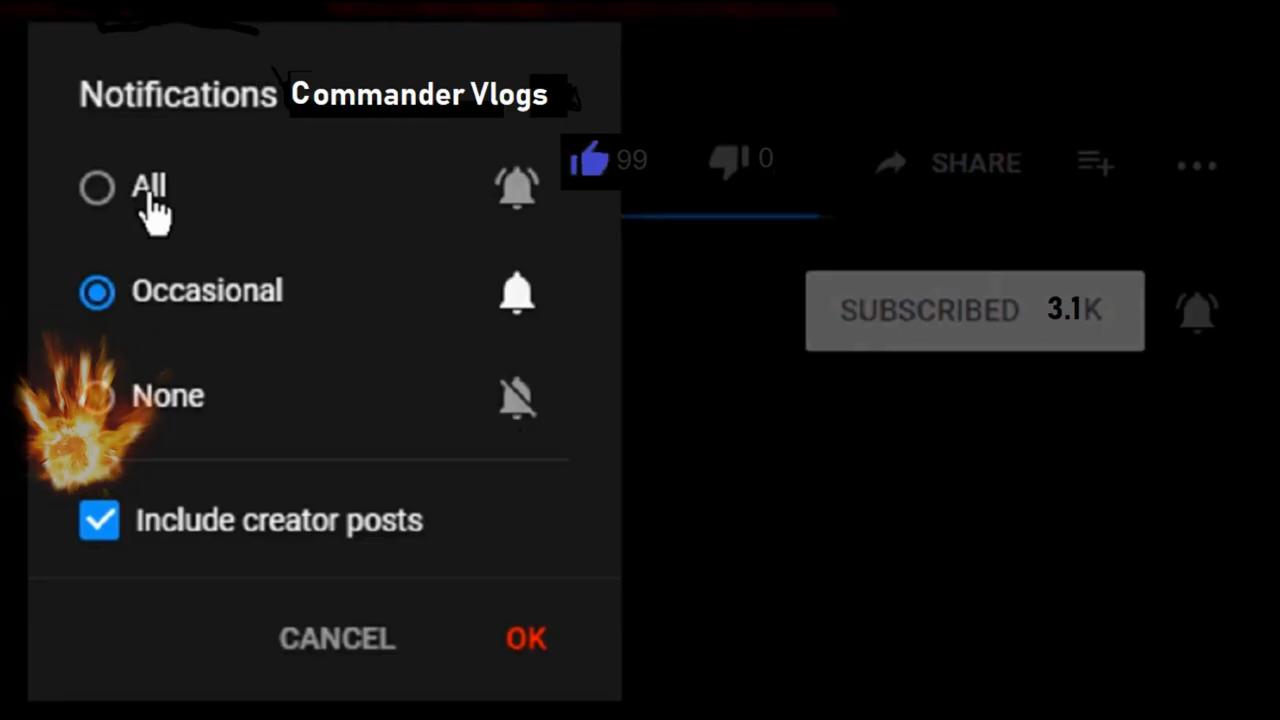 Notifications Commander Vlogs
99 0 SHARE
All
Occasional
SUBSCRIBED 3.1K
None
Include creator posts
CANCEL OK